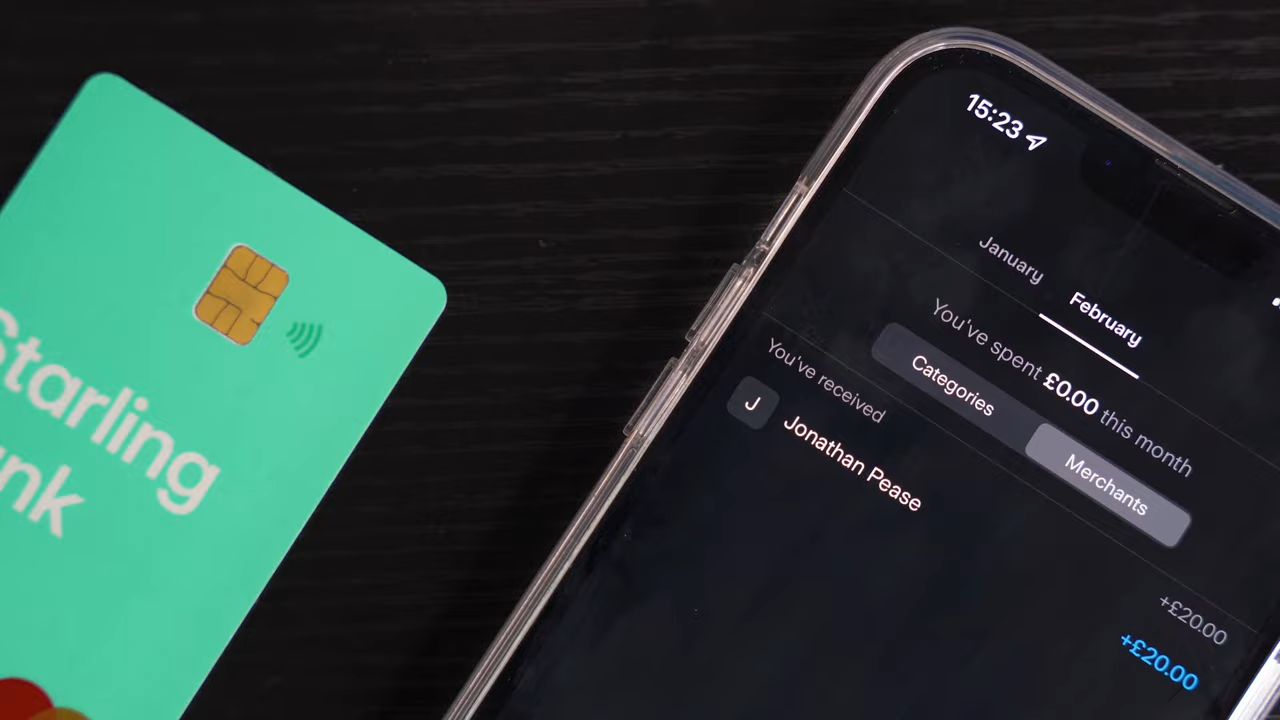 Starling
15:23
January
February
You've spent £0.00 this month
Categories
Merchants
You've received
+£20.00
J
Jonathan Pease
+£20.00